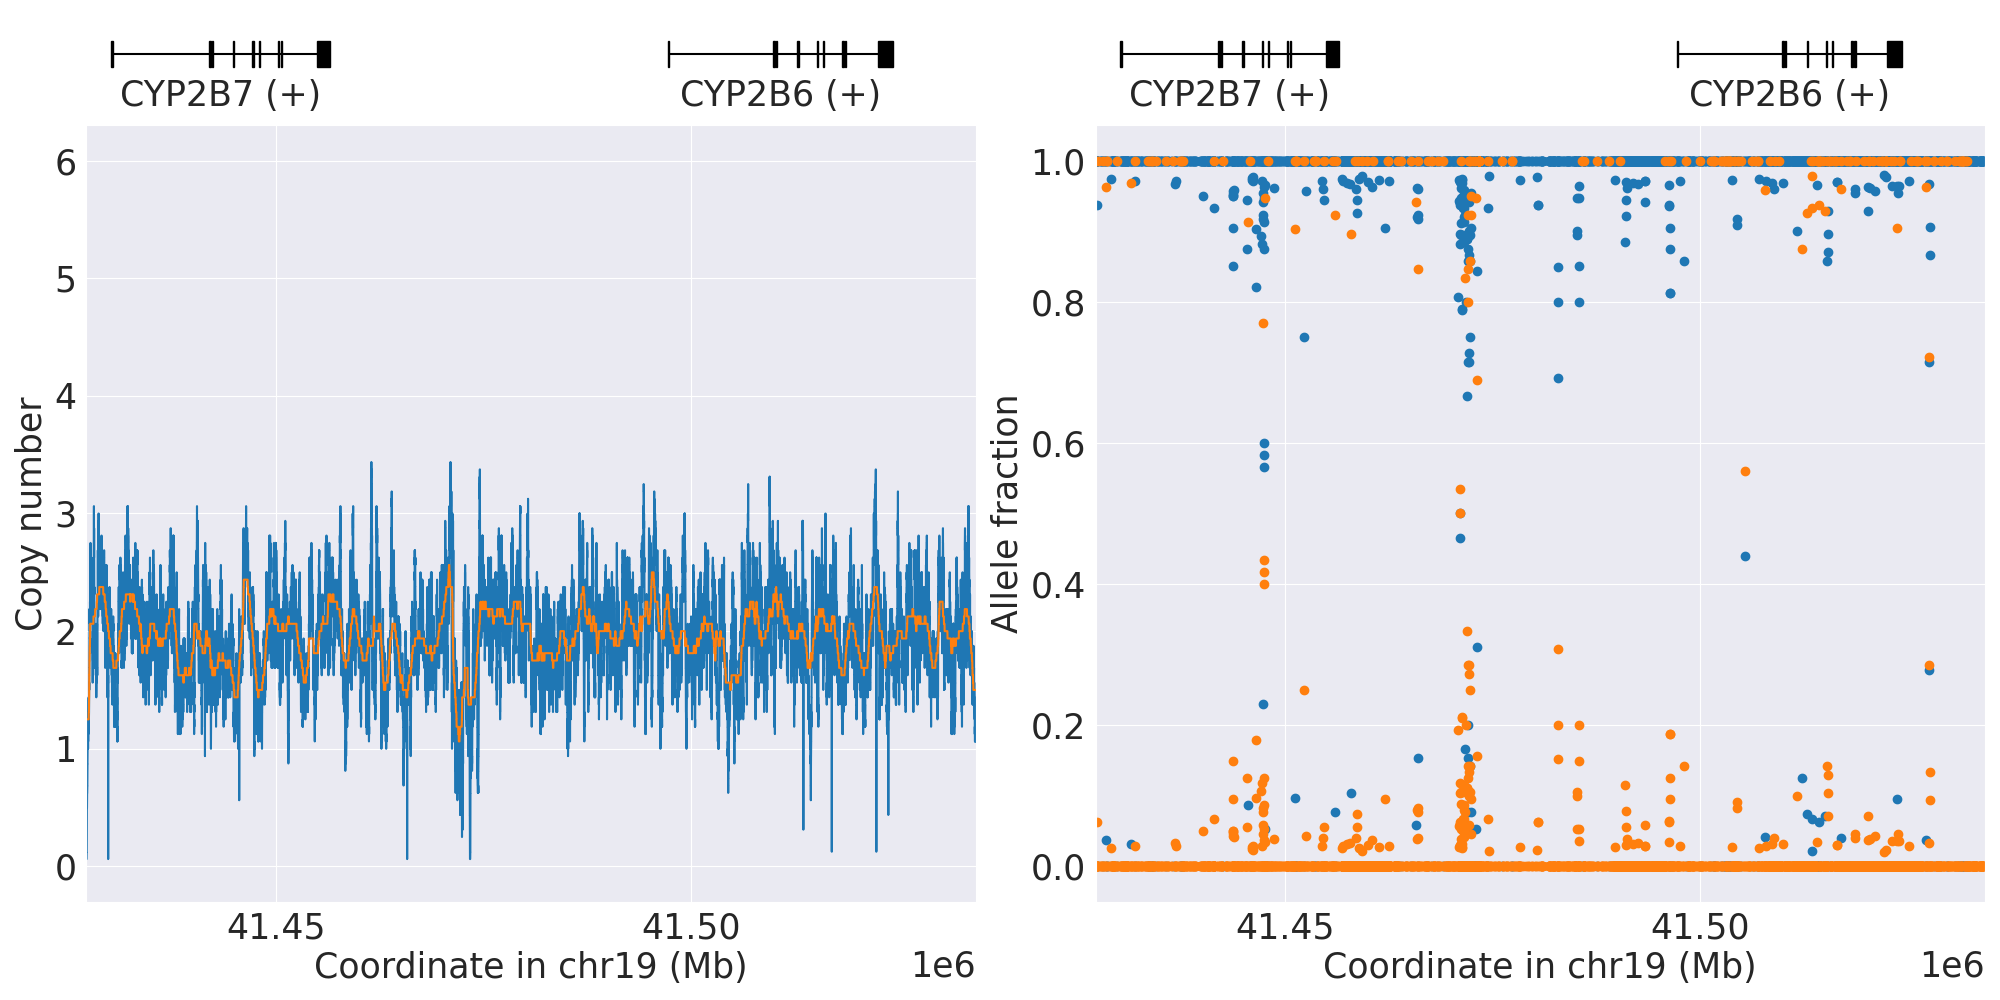 CYP2B7 (+)
CYP2B6 (+)
6
5
4
3
2
1
0
Copy number
41.45
41.50
Coordinate in chr19 (Mb)
1e6
CYP2B7 (+)
CYP2B6 (+)
1.0
0.8
0.6
0.4
0.2
0.0
Allele fraction
41.45
41.50
Coordinate in chr19 (Mb)
1e6